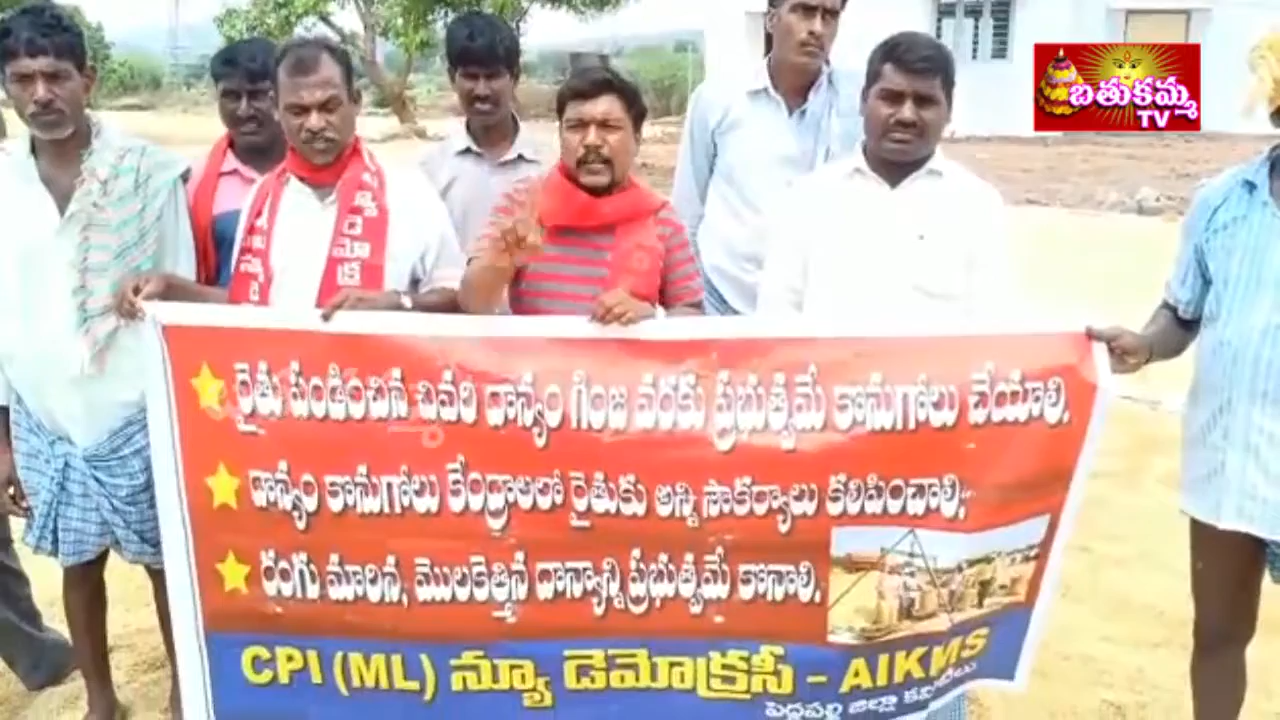 బతుకమ్మ
TV
రైతు పండించిన చివరి దాన్యం గింజ వరకు ప్రభుత్వమే కొనుగోలు చేయాలి.
దాన్యం కొనుగోలు కేంద్రాలలో రైతుకు అన్ని సౌకర్యాలు కలిపించాలి;
రంగు మారిన, మొలకెత్తిన దాన్యాన్ని ప్రభుత్వమే కొనాలి.
CPI (ML) న్యూ డెమోక్రసీ - AIKMS
పెద్దపల్లి జిల్లా కమిటీలు